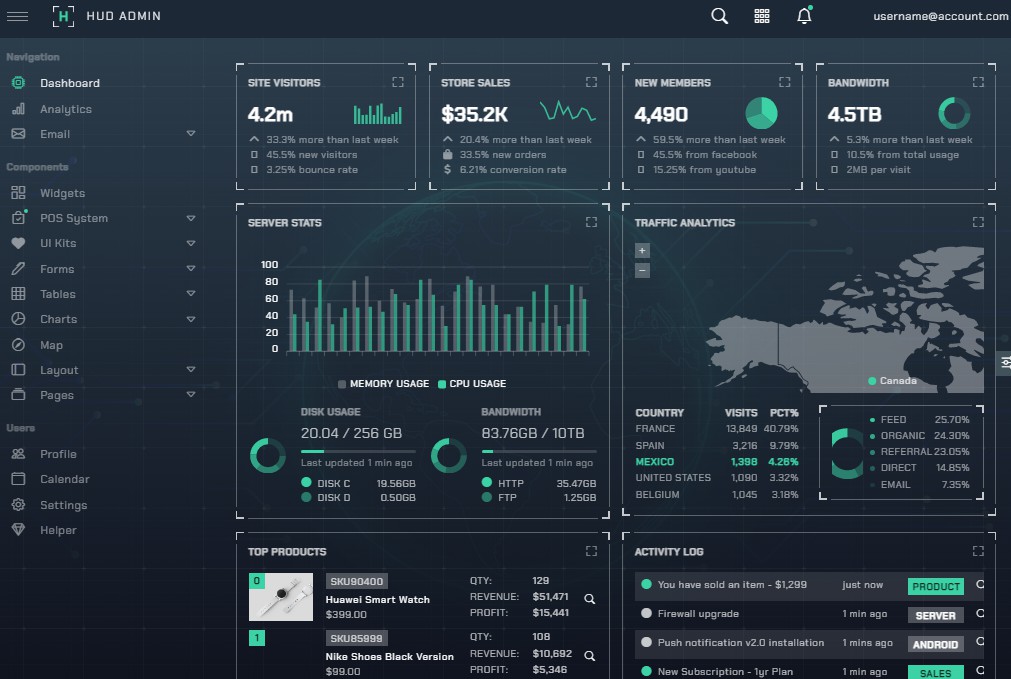 H HUD ADMIN
username@account.com
Navigation
Dashboard
Analytics
Email
Components
Widgets
POS System
UI Kits
Forms
Tables
Charts
Map
Layout
Pages
Users
Profile
Calendar
Settings
Helper
SITE VISITORS
4.2m
33.3% more than last week
45.5% new visitors
3.25% bounce rate
STORE SALES
$35.2K
20.4% more than last week
33.5% new orders
$ 6.21% conversion rate
NEW MEMBERS
4,490
59.5% more than last week
45.5% from facebook
15.25% from youtube
BANDWIDTH
4.5TB
5.3% more than last week
10.5% from total usage
2MB per visit
SERVER STATS
100
80
60
40
20
0
MEMORY USAGE CPU USAGE
DISK USAGE
20.04 / 256 GB
Last updated 1 min ago
DISK C 19.56GB
DISK D 0.50GB
BANDWIDTH
83.76GB / 10TB
Last updated 1 min ago
HTTP 35.47GB
FTP 1.25GB
TRAFFIC ANALYTICS
+
−
Canada
COUNTRY VISITS PCT%
FRANCE 13,849 40.79%
SPAIN 3,216 9.79%
MEXICO 1,398 4.26%
UNITED STATES 1,090 3.32%
BELGIUM 1,045 3.18%
FEED 25.70%
ORGANIC 24.30%
REFERRAL 23.05%
DIRECT 14.85%
EMAIL 7.35%
TOP PRODUCTS
0
SKU90400
Huawei Smart Watch
$399.00
QTY: 129
REVENUE: $51,471
PROFIT: $15,441
1
SKU85999
Nike Shoes Black Version
$99.00
QTY: 108
REVENUE: $10,692
PROFIT: $5,346
ACTIVITY LOG
You have sold an item - $1,299 just now PRODUCT
Firewall upgrade 1 min ago SERVER
Push notification v2.0 installation 1 mins ago ANDROID
New Subscription - 1yr Plan 1 min ago SALES